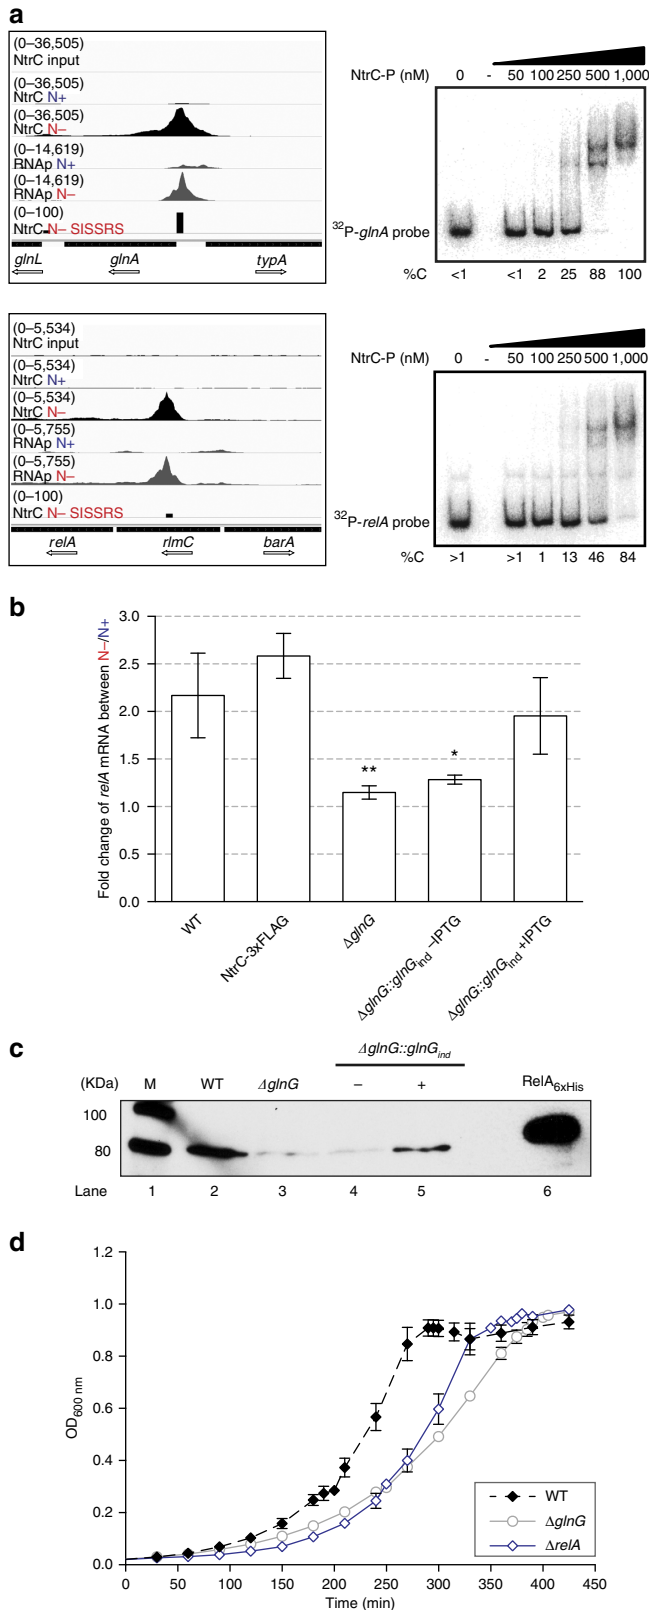 a
(0–36,505)
NtrC input
(0–36,505)
NtrC N+
(0–36,505)
NtrC N–
(0–14,619)
RNAp N+
(0–14,619)
RNAp N–
(0–100)
NtrC N– SISSRS
glnL glnA typA
NtrC-P (nM) 0 - 50 100 250 500 1,000
32P-glnA probe
%C <1 <1 2 25 88 100
(0–5,534)
NtrC input
(0–5,534)
NtrC N+
(0–5,534)
NtrC N–
(0–5,755)
RNAp N+
(0–5,755)
RNAp N–
(0–100)
NtrC N– SISSRS
relA rlmC barA
NtrC-P (nM) 0 - 50 100 250 500 1,000
32P-relA probe
%C >1 >1 1 13 46 84
b
Fold change of relA mRNA between N–/N+
3.0
2.5
2.0
1.5
1.0
0.5
0.0
**
*
WT
NtrC-3xFLAG
ΔglnG
ΔglnG::glnGind –IPTG
ΔglnG::glnGind +IPTG
c
ΔglnG::glnGind
(KDa) M WT ΔglnG – + RelA6xHis
100
80
Lane 1 2 3 4 5 6
d
OD600 nm
1.2
1.0
0.8
0.6
0.4
0.2
0.0
WT
ΔglnG
ΔrelA
0 50 100 150 200 250 300 350 400 450
Time (min)